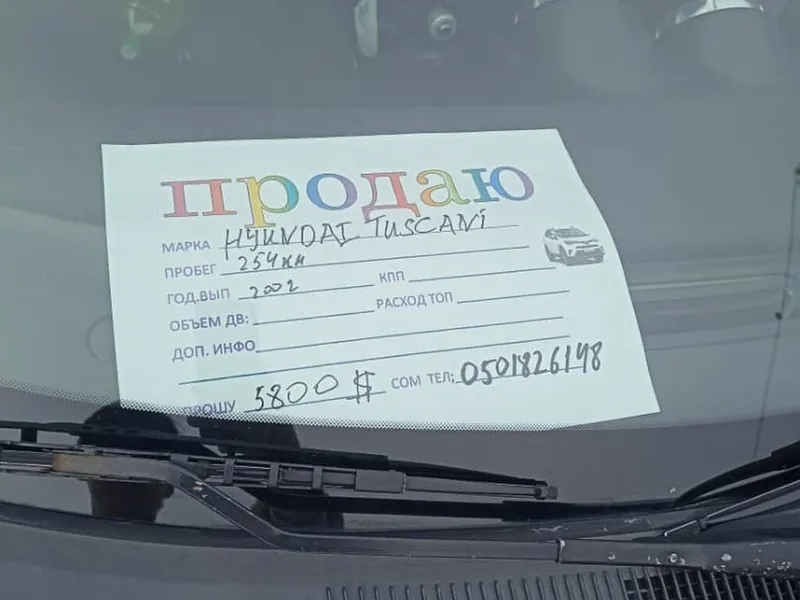 продаю
МАРКА HYUNDAI TUSCANI
ПРОБЕГ 254км
ГОД.ВЫП 2002 КПП
ОБЪЕМ ДВ: РАСХОД ТОП
ДОП. ИНФО
ПРОШУ 5800 $ СОМ ТЕЛ: 0501826148